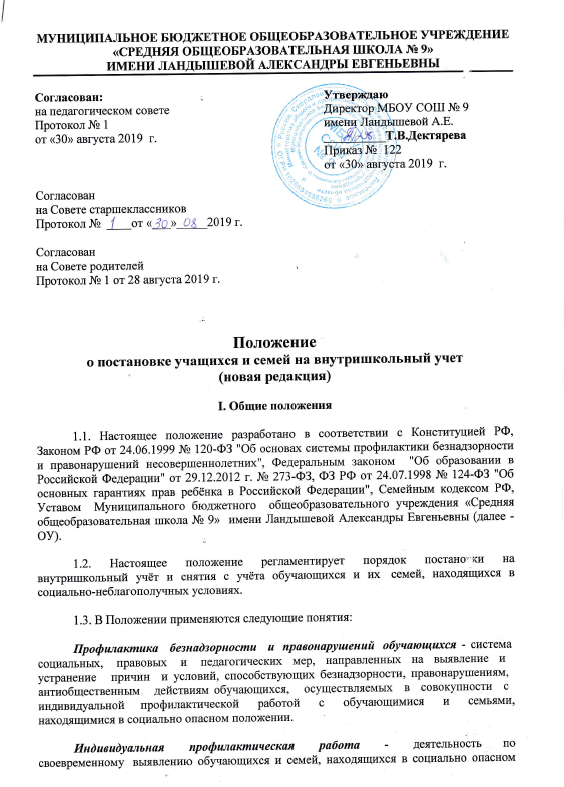 МУНИЦИПАЛЬНОЕ БЮДЖЕТНОЕ ОБЩЕОБРАЗОВАТЕЛЬНОЕ УЧРЕЖДЕНИЕ
«СРЕДНЯЯ ОБЩЕОБРАЗОВАТЕЛЬНАЯ ШКОЛА № 9»
ИМЕНИ ЛАНДЫШЕВОЙ АЛЕКСАНДРЫ ЕВГЕНЬЕВНЫ
Согласован:
на педагогическом совете
Протокол № 1
от «30» августа 2019 г.
Утверждаю
Директор МБОУ СОШ № 9
имени Ландышевой А.Е.
Т.В.Дектярева
Приказ № 122
от «30» августа 2019 г.
Согласован
на Совете старшеклассников
Протокол № 1 от «30» 08 2019 г.
Согласован
на Совете родителей
Протокол № 1 от 28 августа 2019 г.
Положение
о постановке учащихся и семей на внутришкольный учет
(новая редакция)
I. Общие положения
1.1. Настоящее положение разработано в соответствии с Конституцией РФ,
Законом РФ от 24.06.1999 № 120-ФЗ "Об основах системы профилактики безнадзорности
и правонарушений несовершеннолетних", Федеральным законом "Об образовании в
Российской Федерации" от 29.12.2012 г. № 273-ФЗ, ФЗ РФ от 24.07.1998 № 124-ФЗ "Об
основных гарантиях прав ребёнка в Российской Федерации", Семейным кодексом РФ,
Уставом Муниципального бюджетного общеобразовательного учреждения «Средняя
общеобразовательная школа № 9» имени Ландышевой Александры Евгеньевны (далее -
ОУ).
1.2. Настоящее положение регламентирует порядок постановки на
внутришкольный учёт и снятия с учёта обучающихся и их семей, находящихся в
социально-неблагополучных условиях.
1.3. В Положении применяются следующие понятия:
Профилактика безнадзорности и правонарушений обучающихся - система
социальных, правовых и педагогических мер, направленных на выявление и
устранение причин и условий, способствующих безнадзорности, правонарушениям,
антиобщественным действиям обучающихся, осуществляемых в совокупности с
индивидуальной профилактической работой с обучающимися и семьями,
находящимися в социально опасном положении.
Индивидуальная профилактическая работа - деятельность по
своевременному выявлению обучающихся и семей, находящихся в социально опасном